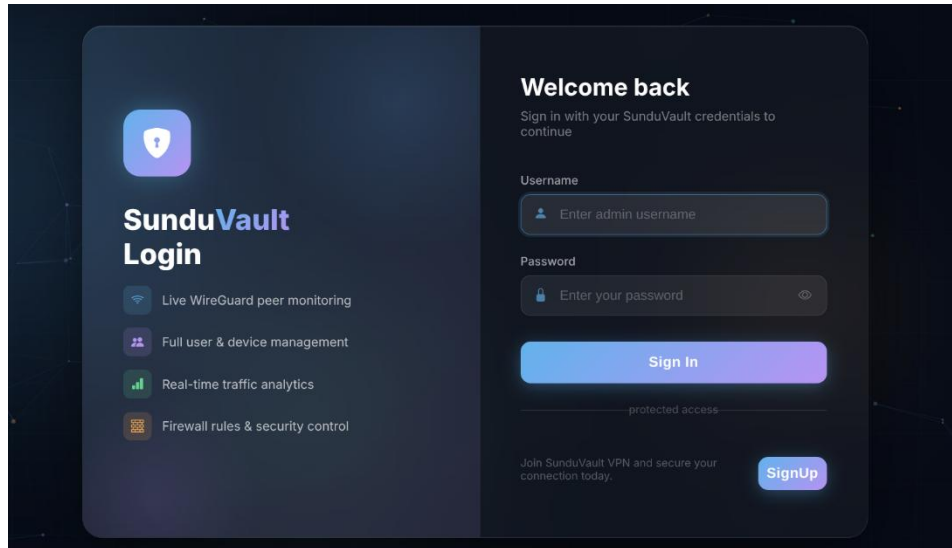 SunduVault
Login
Live WireGuard peer monitoring
Full user & device management
Real-time traffic analytics
Firewall rules & security control
Welcome back
Sign in with your SunduVault credentials to
continue
Username
Enter admin username
Password
Enter your password
Sign In
protected access
Join SunduVault VPN and secure your
connection today.
SignUp